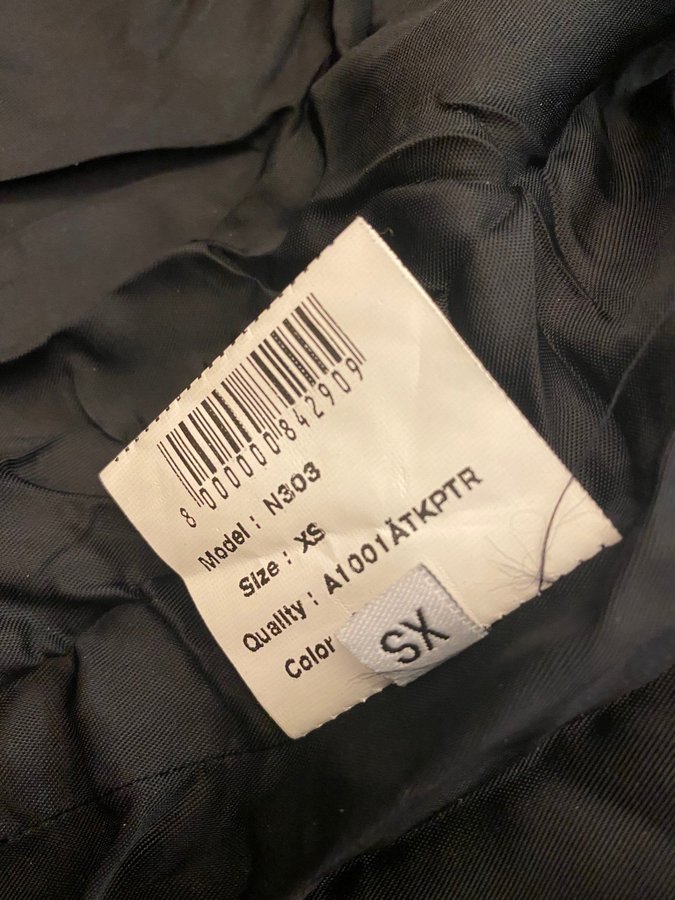 8 000000 842909
Model : N303
Size : XS
Quality : A1001ÄTKPTR
Color
SX